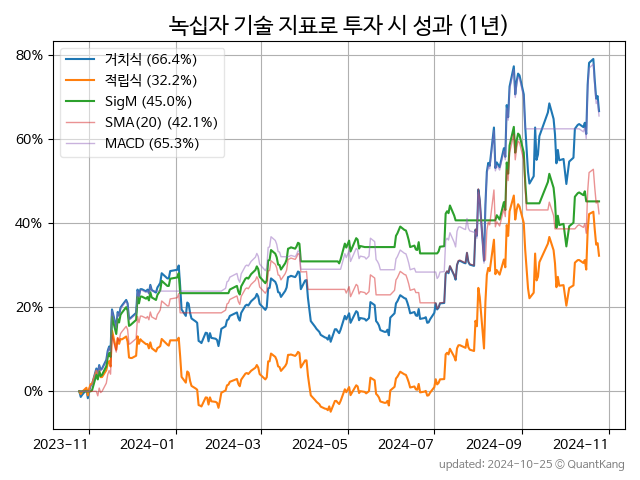 녹십자 기술 지표로 투자 시 성과 (1년)
80%
60%
40%
20%
0%
거치식 (66.4%)
적립식 (32.2%)
SigM (45.0%)
SMA(20) (42.1%)
MACD (65.3%)
2023-11 2024-01 2024-03 2024-05 2024-07 2024-09 2024-11
updated: 2024-10-25 © QuantKang